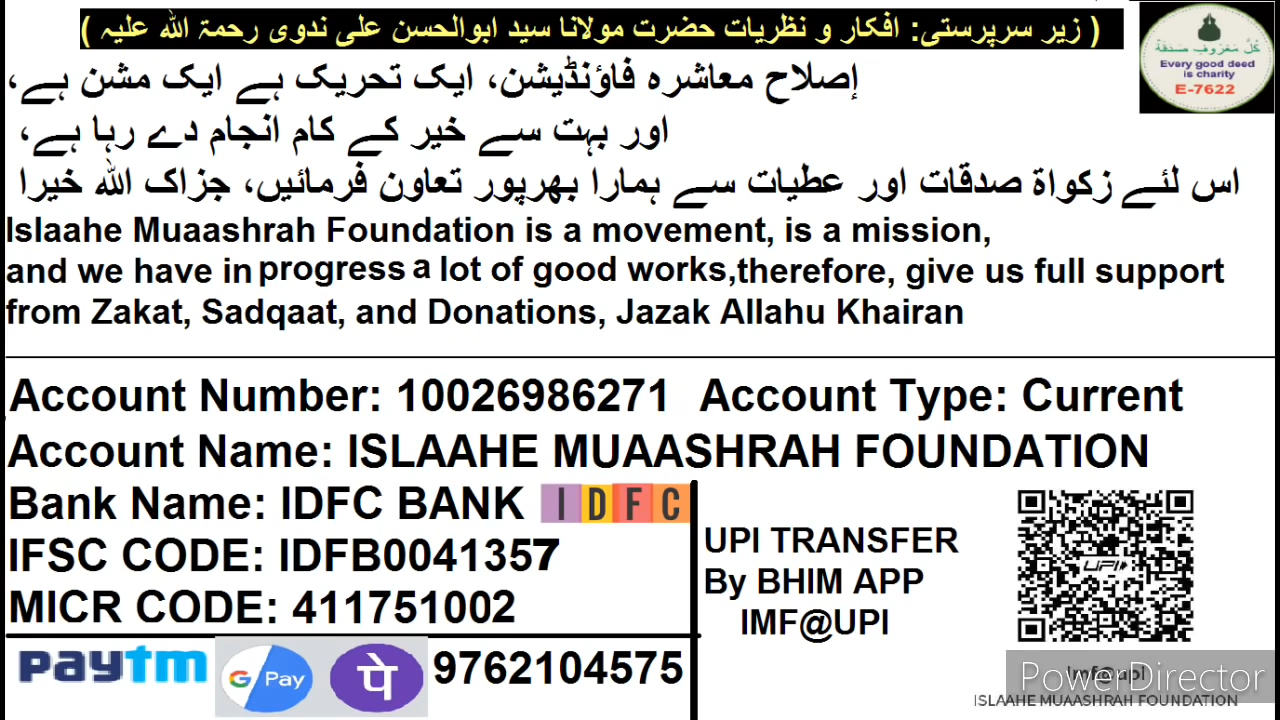 ( زیر سرپرستی: افکار و نظریات حضرت مولانا سید ابوالحسن علی ندوی رحمۃ اللہ علیہ )
كُلُّ مَعْرُوفٍ صَدَقَةٌ
Every good deed
is charity
E-7622
إصلاح معاشرہ فاؤنڈیشن، ایک تحریک ہے ایک مشن ہے،
اور بہت سے خیر کے کام انجام دے رہا ہے،
اس لئے زکواۃ صدقات اور عطیات سے ہمارا بھرپور تعاون فرمائیں، جزاک اللہ خیرا
Islaahe Muaashrah Foundation is a movement, is a mission,
and we have in progress a lot of good works,therefore, give us full support
from Zakat, Sadqaat, and Donations, Jazak Allahu Khairan
Account Number: 10026986271 Account Type: Current
Account Name: ISLAAHE MUAASHRAH FOUNDATION
Bank Name: IDFC BANK IDFC
IFSC CODE: IDFB0041357
MICR CODE: 411751002
paytm G Pay पे 9762104575
UPI TRANSFER
By BHIM APP
IMF@UPI
UPI
imf@upi
PowerDirector
ISLAAHE MUAASHRAH FOUNDATION